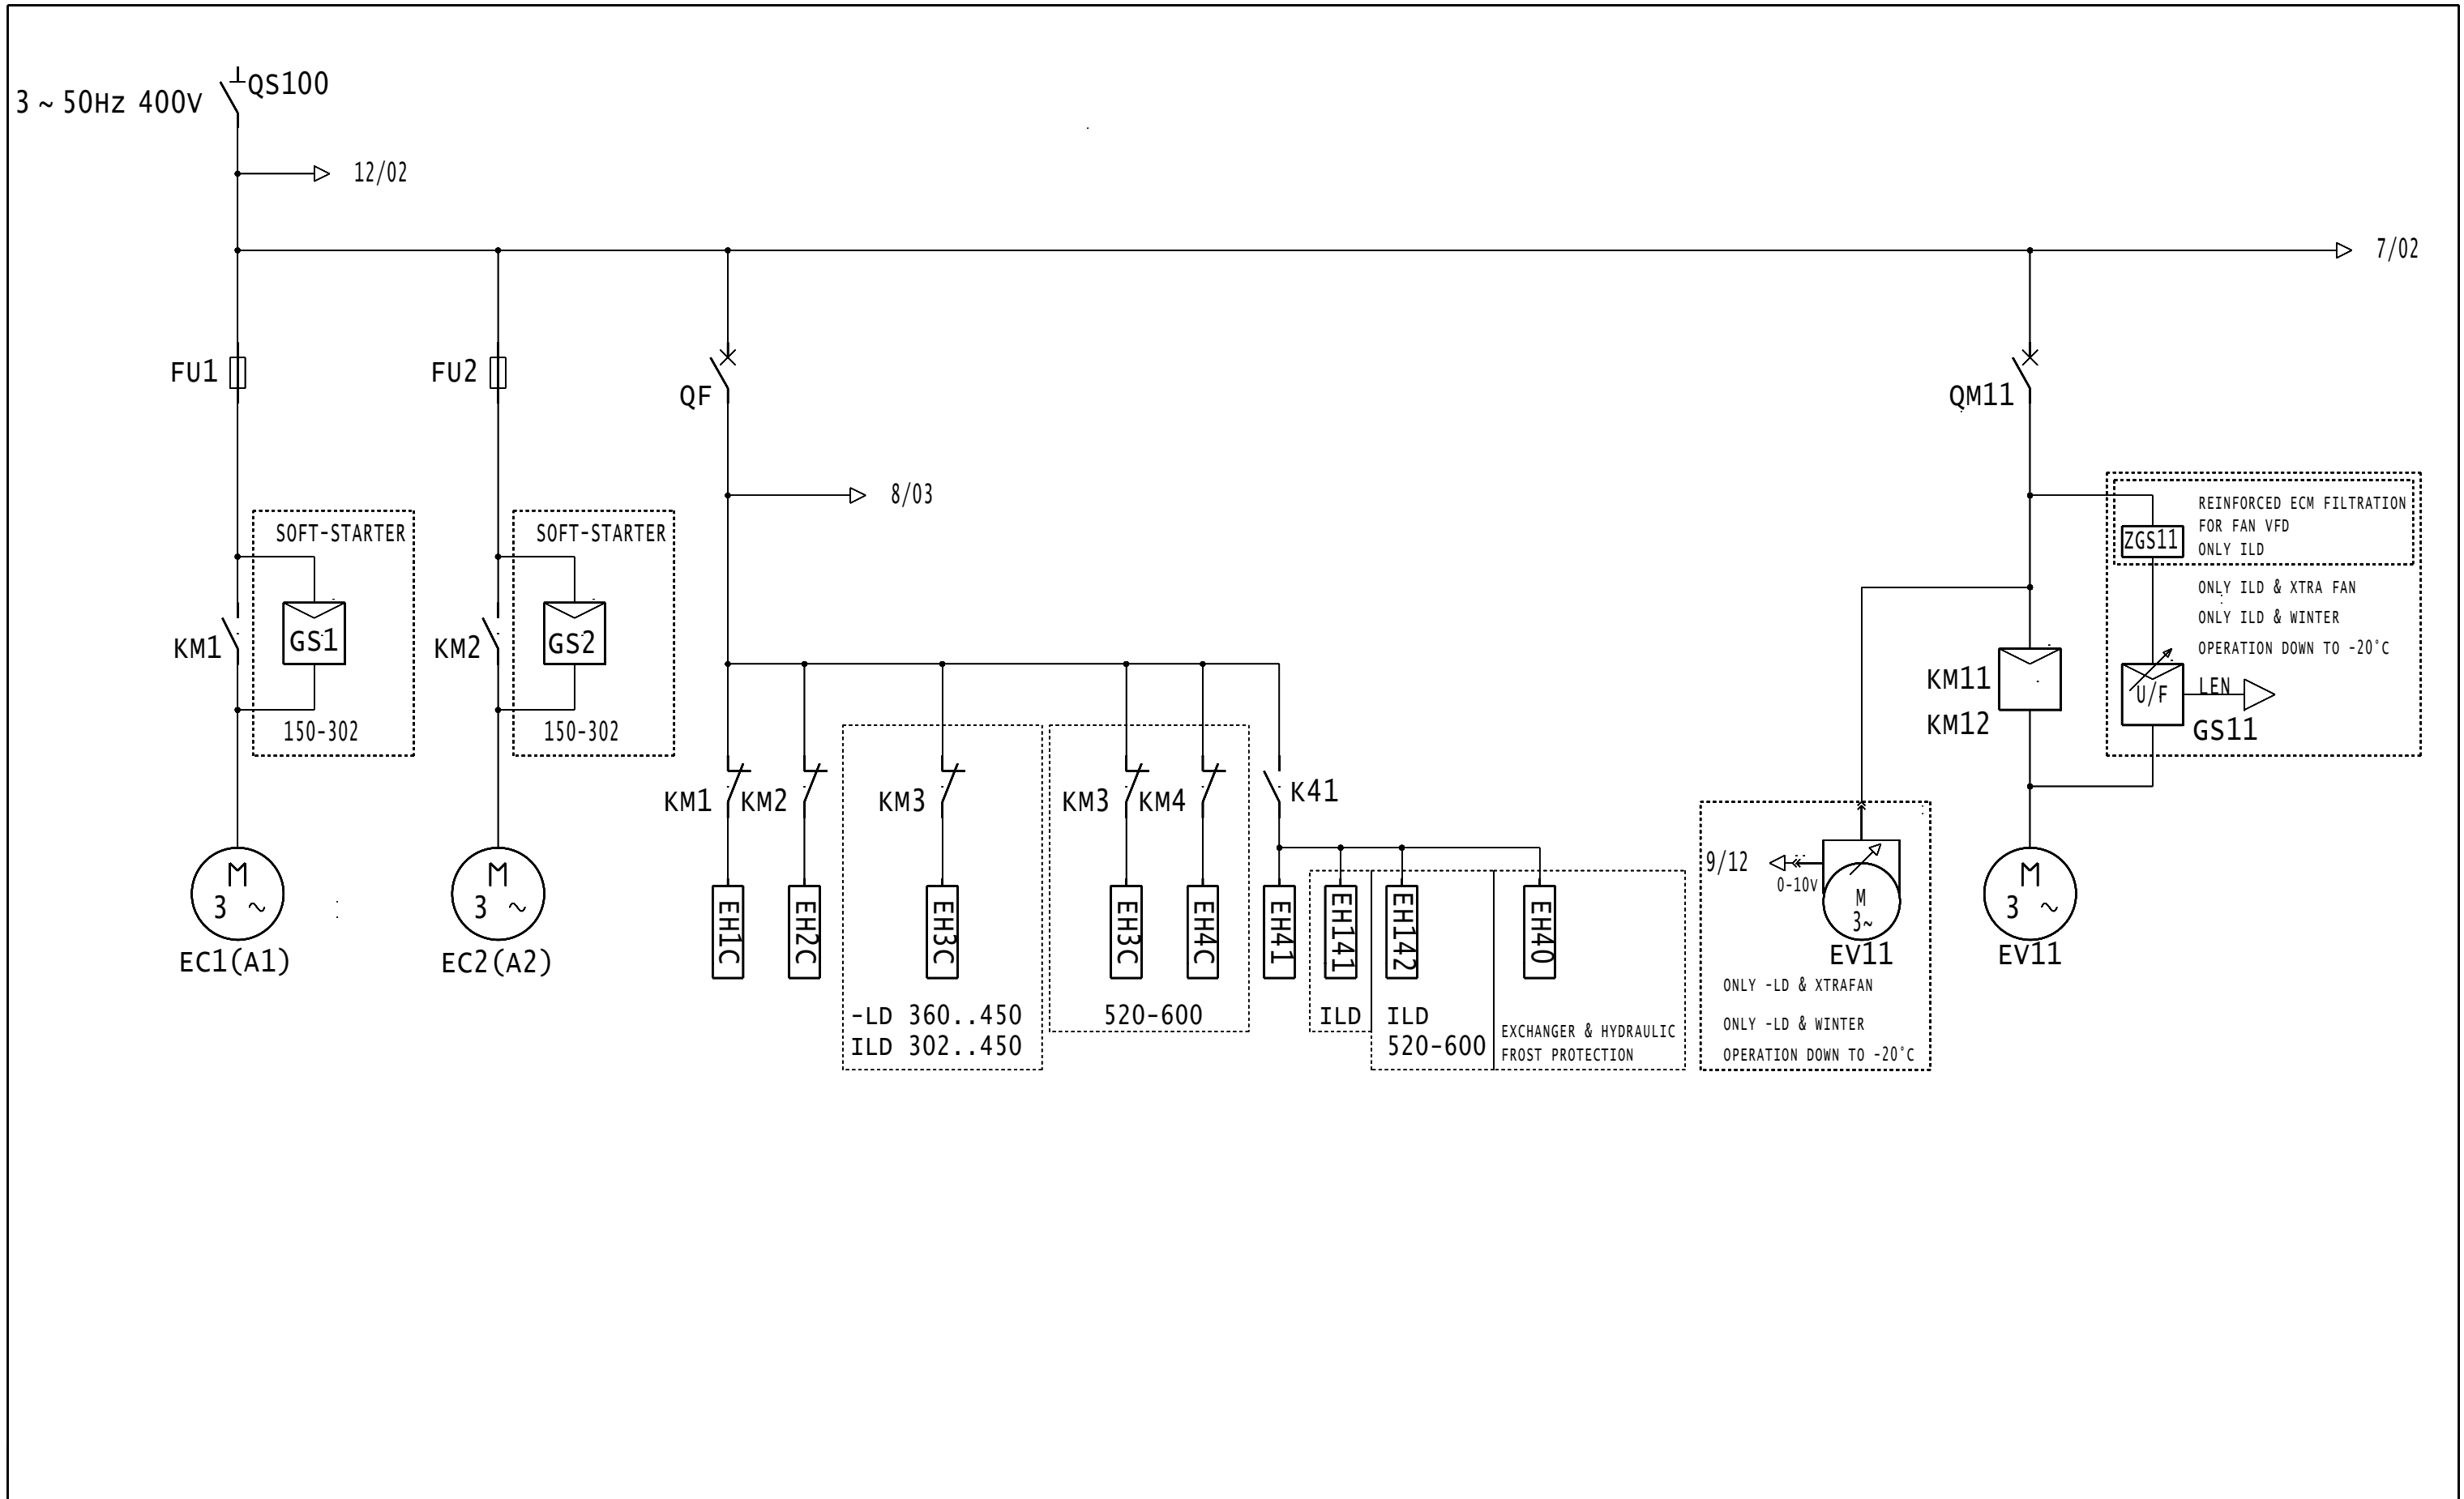 QS100
3 ~ 50Hz 400V
12/02
7/02
FU1
FU2
QF
QM11
8/03
SOFT-STARTER
GS1
KM1
150-302
SOFT-STARTER
GS2
KM2
150-302
REINFORCED ECM FILTRATION
FOR FAN VFD
ONLY ILD
ZGS11
ONLY ILD & XTRA FAN
ONLY ILD & WINTER
OPERATION DOWN TO -20°C
U/F
LEN
GS11
KM11
KM12
KM1
KM2
KM3
KM3
KM4
K41
M
3 ~
EC1(A1)
M
3 ~
EC2(A2)
EH1C
EH2C
EH3C
-LD 360..450
ILD 302..450
EH3C
EH4C
520-600
EH41
EH141
ILD
EH142
ILD
520-600
EH40
EXCHANGER & HYDRAULIC
FROST PROTECTION
9/12
0-10V
M
3~
EV11
ONLY -LD & XTRAFAN
ONLY -LD & WINTER
OPERATION DOWN TO -20°C
M
3 ~
EV11